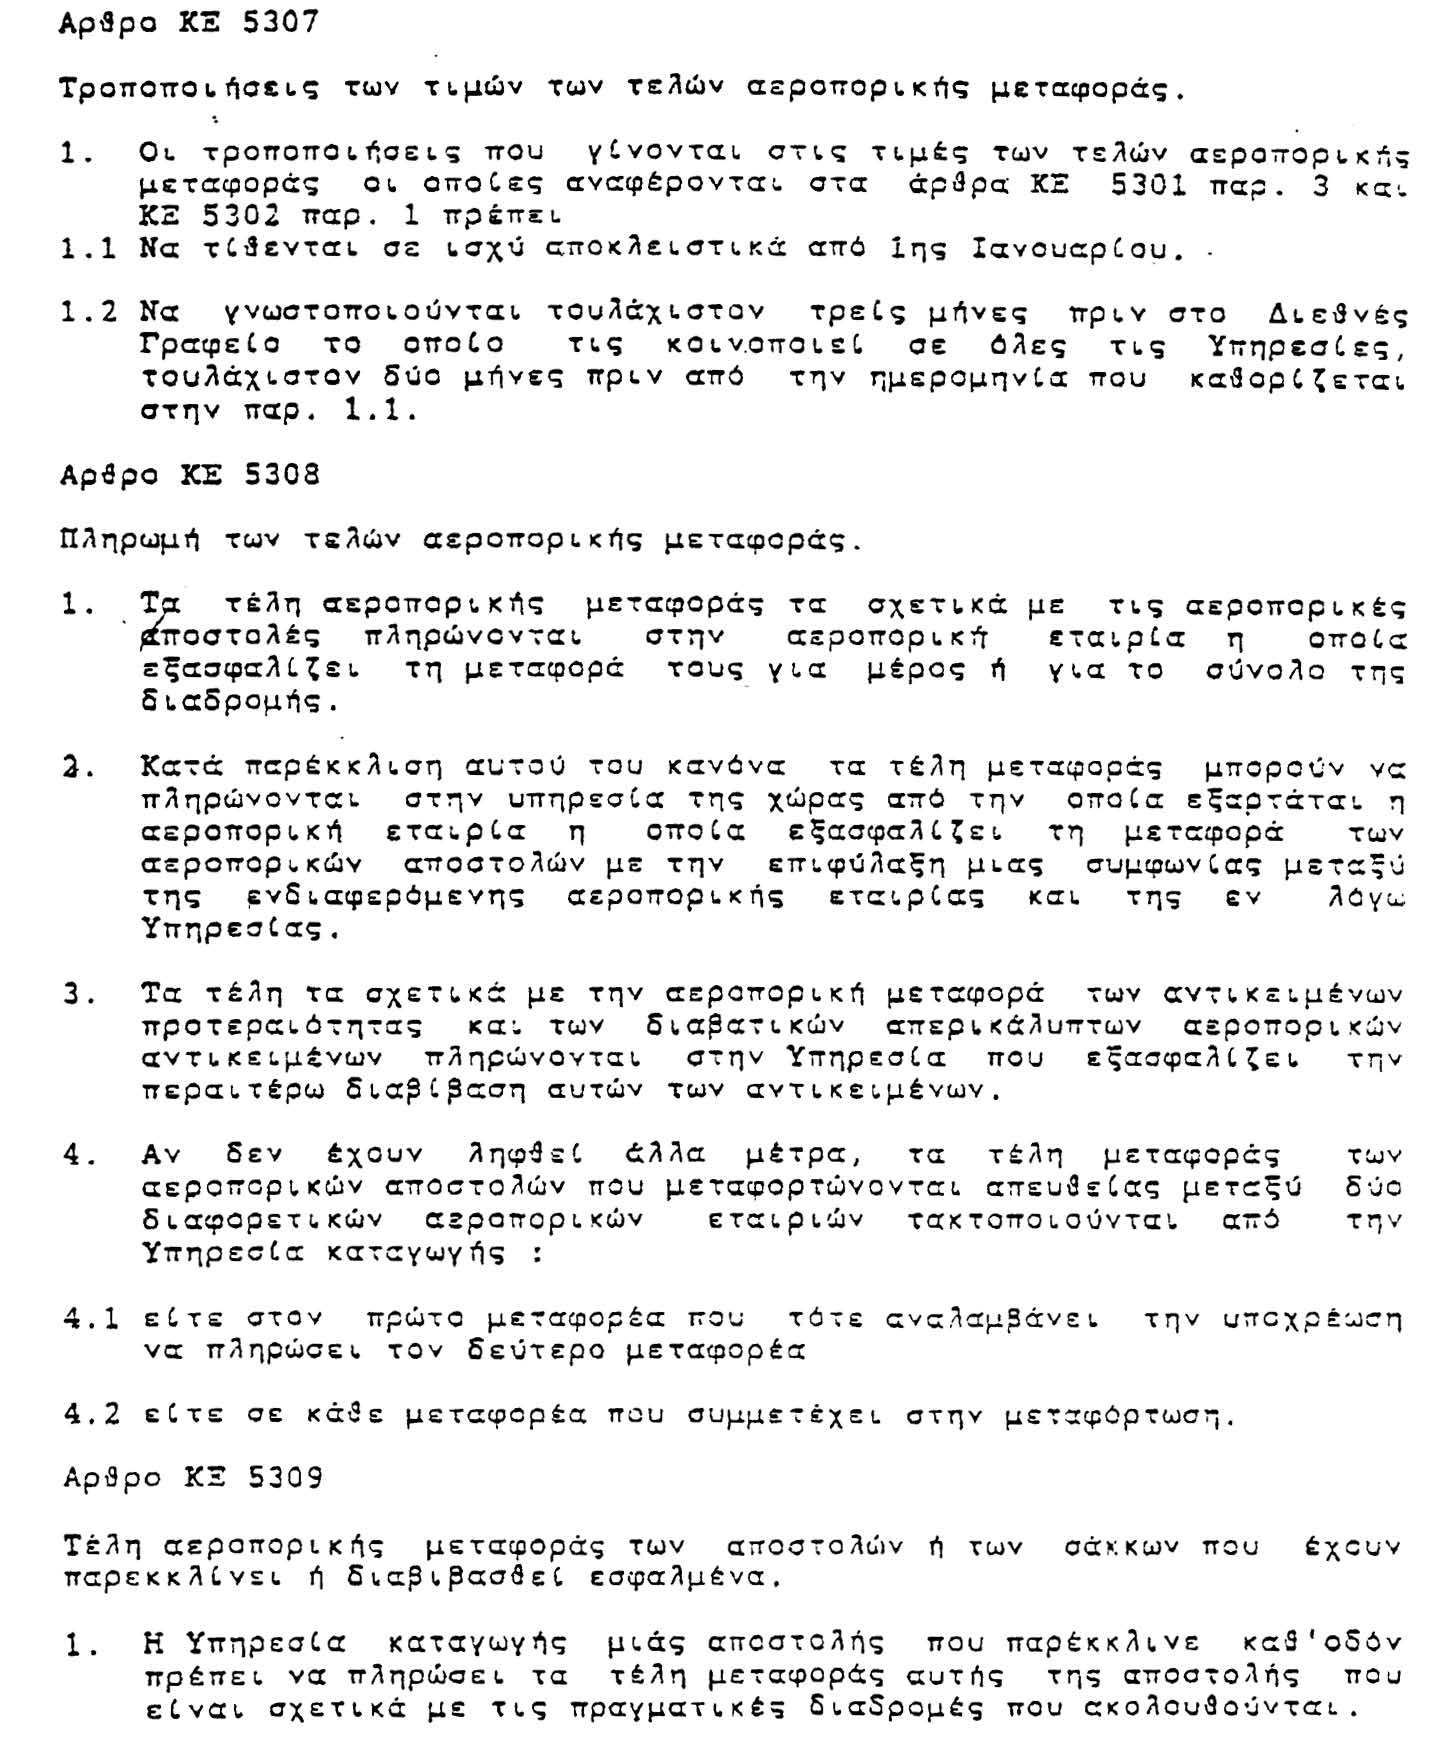 Αρθρο ΚΞ 5307
Τροποποιήσεις των τιμών των τελών αεροπορικής μεταφοράς.
1. Οι τροποποιήσεις που γίνονται στις τιμές των τελών αεροπορικής
μεταφοράς οι οποίες αναφέρονται στα άρθρα ΚΞ 5301 παρ. 3 και
ΚΞ 5302 παρ. 1 πρέπει
1.1 Να τίθενται σε ισχύ αποκλειστικά από 1ης Ιανουαρίου.
1.2 Να γνωστοποιούνται τουλάχιστον τρείς μήνες πριν στο Διεθνές
Γραφείο το οποίο τις κοινοποιεί σε όλες τις Υπηρεσίες,
τουλάχιστον δύο μήνες πριν από την ημερομηνία που καθορίζεται
στην παρ. 1.1.
Αρθρο ΚΞ 5308
Πληρωμή των τελών αεροπορικής μεταφοράς.
1. Τα τέλη αεροπορικής μεταφοράς τα σχετικά με τις αεροπορικές
αποστολές πληρώνονται στην αεροπορική εταιρία η οποία
εξασφαλίζει τη μεταφορά τους για μέρος ή για το σύνολο της
διαδρομής.
2. Κατά παρέκκλιση αυτού του κανόνα τα τέλη μεταφοράς μπορούν να
πληρώνονται στην υπηρεσία της χώρας από την οποία εξαρτάται η
αεροπορική εταιρία η οποία εξασφαλίζει τη μεταφορά των
αεροπορικών αποστολών με την επιφύλαξη μιας συμφωνίας μεταξύ
της ενδιαφερόμενης αεροπορικής εταιρίας και της εν λόγω
Υπηρεσίας.
3. Τα τέλη τα σχετικά με την αεροπορική μεταφορά των αντικειμένων
προτεραιότητας και των διαβατικών απερικάλυπτων αεροπορικών
αντικειμένων πληρώνονται στην Υπηρεσία που εξασφαλίζει την
περαιτέρω διαβίβαση αυτών των αντικειμένων.
4. Αν δεν έχουν ληφθεί άλλα μέτρα, τα τέλη μεταφοράς των
αεροπορικών αποστολών που μεταφορτώνονται απευθείας μεταξύ δύο
διαφορετικών αεροπορικών εταιριών τακτοποιούνται από την
Υπηρεσία καταγωγής :
4.1 είτε στον πρώτο μεταφορέα που τότε αναλαμβάνει την υποχρέωση
να πληρώσει τον δεύτερο μεταφορέα
4.2 είτε σε κάθε μεταφορέα που συμμετέχει στην μεταφόρτωση.
Αρθρο ΚΞ 5309
Τέλη αεροπορικής μεταφοράς των αποστολών ή των σάκκων που έχουν
παρεκκλίνει ή διαβιβασθεί εσφαλμένα.
1. Η Υπηρεσία καταγωγής μιάς αποστολής που παρέκκλινε καθ'οδόν
πρέπει να πληρώσει τα τέλη μεταφοράς αυτής της αποστολής που
είναι σχετικά με τις πραγματικές διαδρομές που ακολουθούνται.